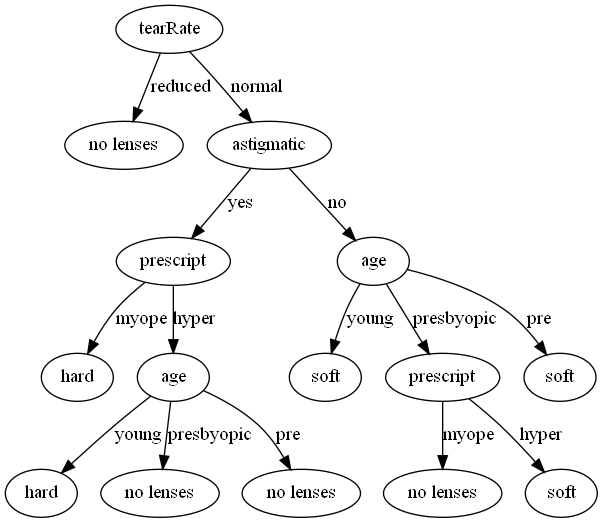 tearRate
reduced normal
no lenses astigmatic
yes no
prescript age
myope hyper young presbyopic pre
hard age soft prescript soft
young presbyopic pre myope hyper
hard no lenses no lenses no lenses soft